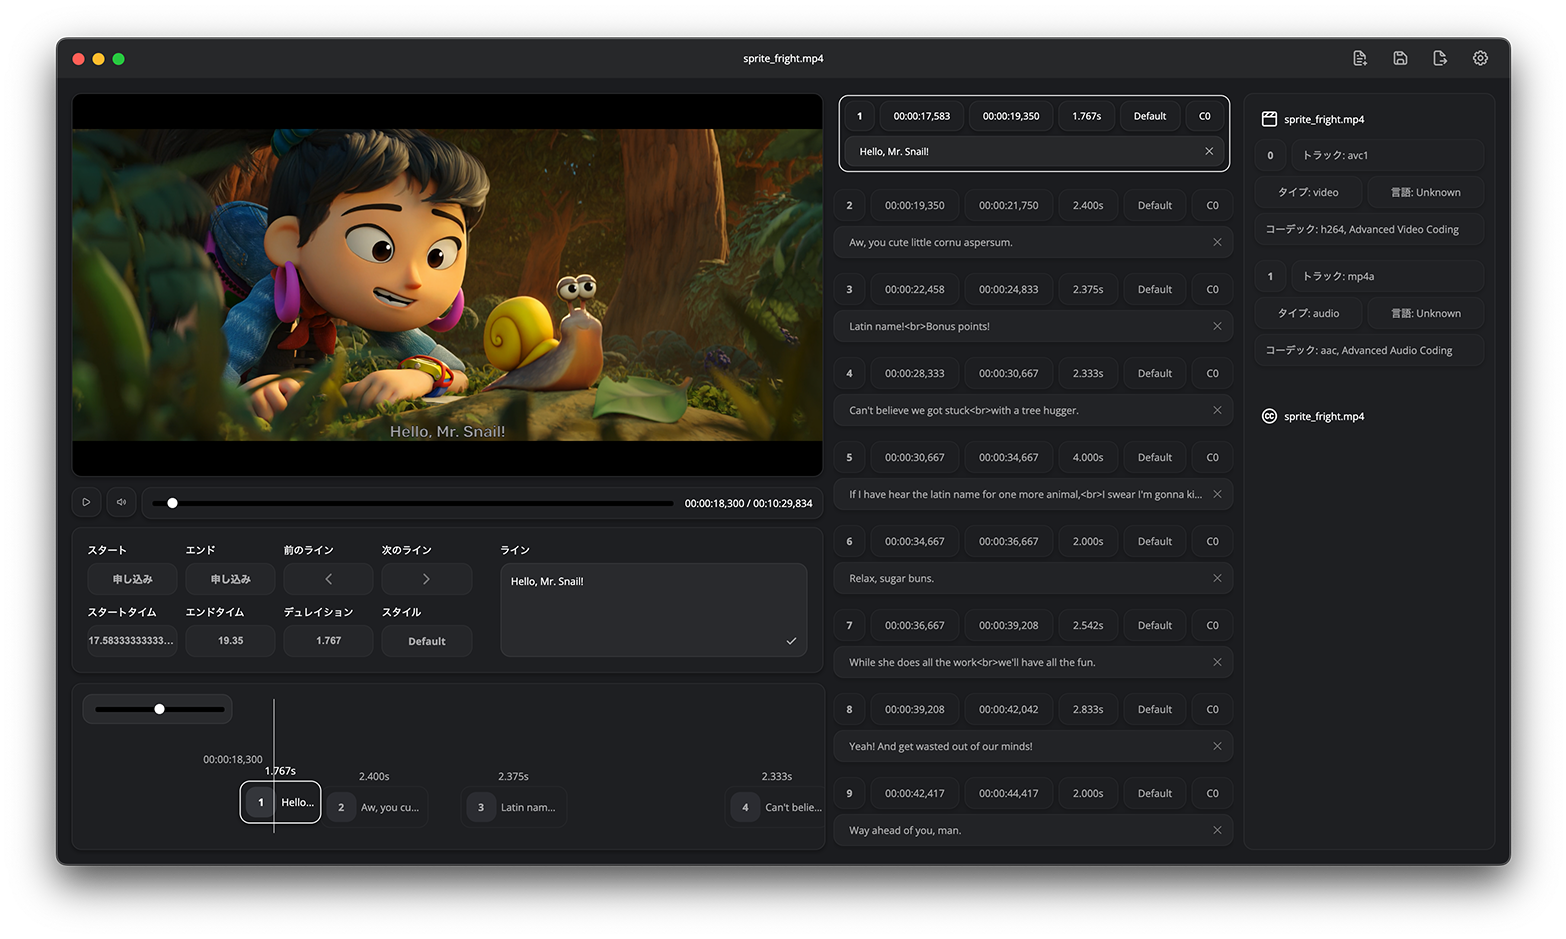 sprite_fright.mp4
Hello, Mr. Snail!
00:00:18,300 / 00:10:29,834
スタート
エンド
前のライン
次のライン
ライン
申し込み
申し込み
Hello, Mr. Snail!
スタートタイム
エンドタイム
デュレイション
スタイル
17.58333333333...
19.35
1.767
Default
00:00:18,300
1.767s
2.400s
2.375s
2.333s
1 Hello...
2 Aw, you cu...
3 Latin nam...
4 Can't belie...
1 00:00:17,583 00:00:19,350 1.767s Default C0
Hello, Mr. Snail!
2 00:00:19,350 00:00:21,750 2.400s Default C0
Aw, you cute little cornu aspersum.
3 00:00:22,458 00:00:24,833 2.375s Default C0
Latin name!<br>Bonus points!
4 00:00:28,333 00:00:30,667 2.333s Default C0
Can't believe we got stuck<br>with a tree hugger.
5 00:00:30,667 00:00:34,667 4.000s Default C0
If I have hear the latin name for one more animal,<br>I swear I'm gonna ki...
6 00:00:34,667 00:00:36,667 2.000s Default C0
Relax, sugar buns.
7 00:00:36,667 00:00:39,208 2.542s Default C0
While she does all the work<br>we'll have all the fun.
8 00:00:39,208 00:00:42,042 2.833s Default C0
Yeah! And get wasted out of our minds!
9 00:00:42,417 00:00:44,417 2.000s Default C0
Way ahead of you, man.
sprite_fright.mp4
0 トラック: avc1
タイプ: video 言語: Unknown
コーデック: h264, Advanced Video Coding
1 トラック: mp4a
タイプ: audio 言語: Unknown
コーデック: aac, Advanced Audio Coding
CC sprite_fright.mp4